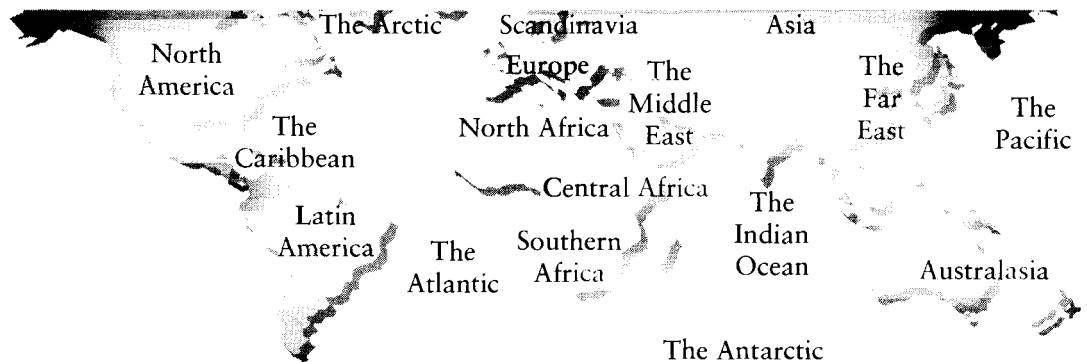 The Arctic
Scandinavia
Asia
North
America
Europe
The
Middle
East
The
Far
East
The
Pacific
North Africa
The
Caribbean
Central Africa
Latin
America
The
Atlantic
Southern
Africa
The
Indian
Ocean
Australasia
The Antarctic